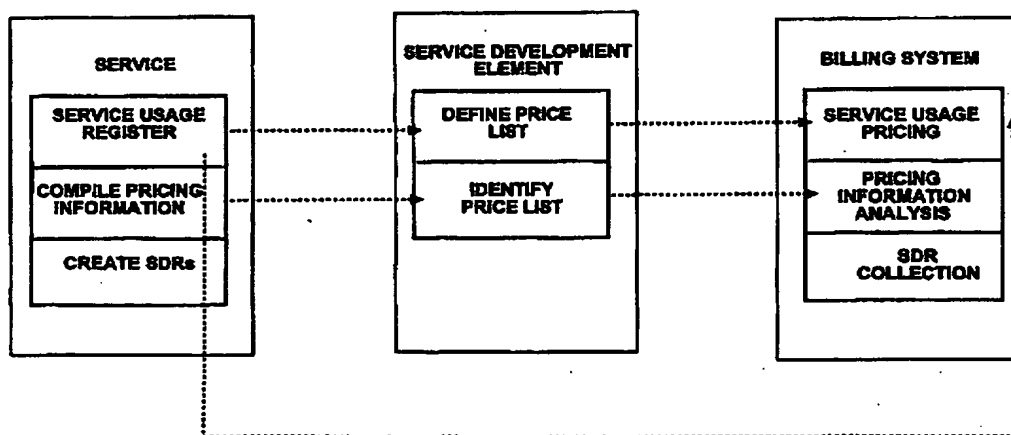 SERVICE
SERVICE USAGE
REGISTER
COMPILE PRICING
INFORMATION
CREATE SDRs
SERVICE DEVELOPMENT
ELEMENT
DEFINE PRICE
LIST
IDENTIFY
PRICE LIST
BILLING SYSTEM
SERVICE USAGE
PRICING
PRICING
INFORMATION
ANALYSIS
SDR
COLLECTION